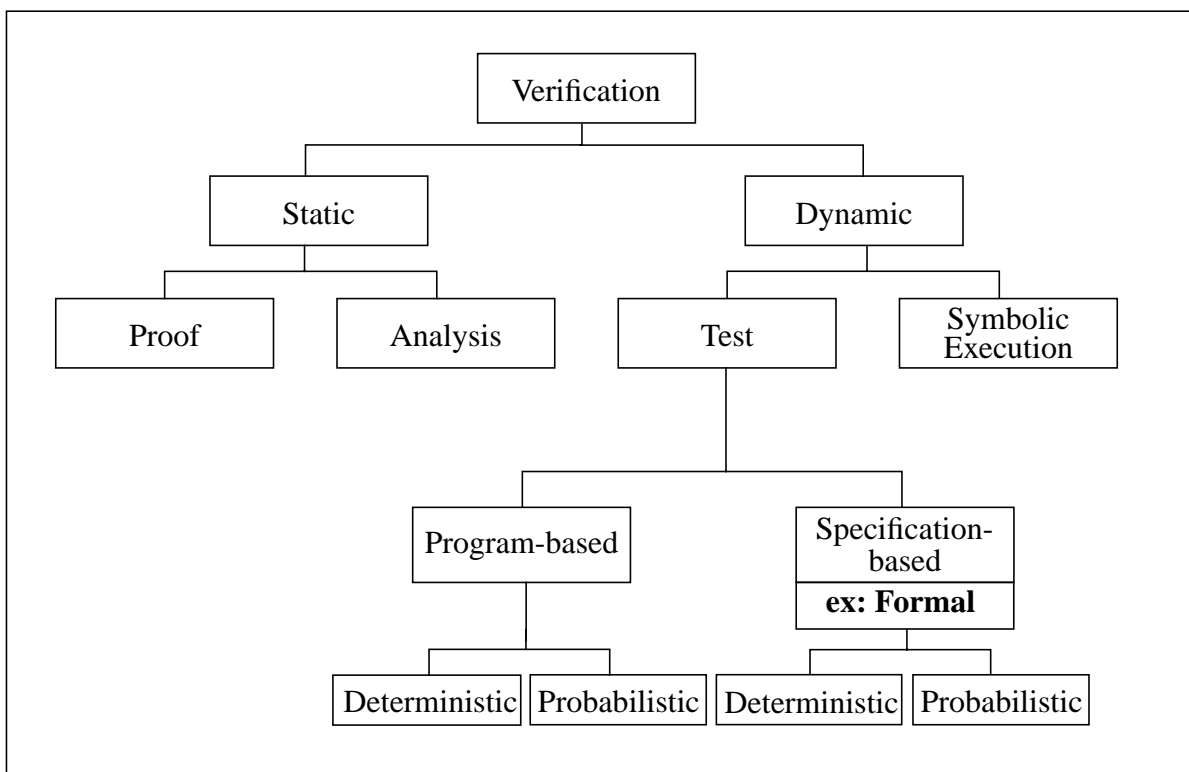 Verification
Static
Dynamic
Proof
Analysis
Test
Symbolic
Execution
Program-based
Specification-
based
ex: Formal
Deterministic
Probabilistic
Deterministic
Probabilistic